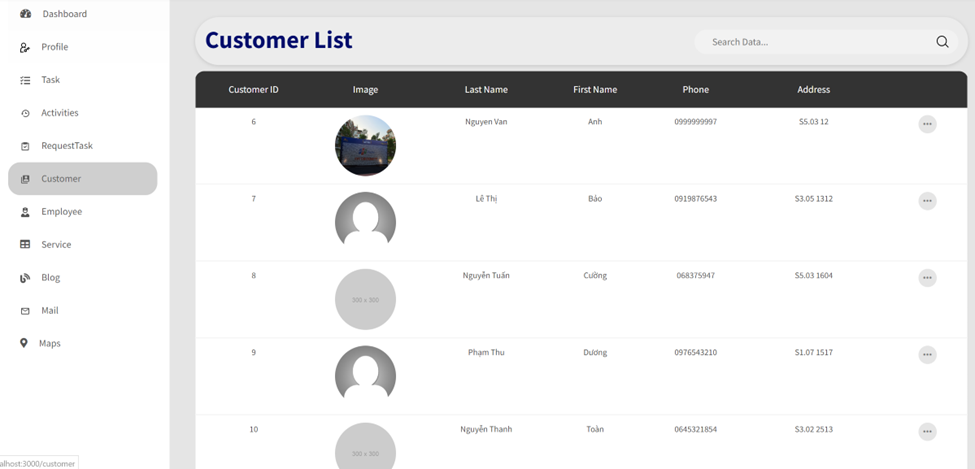 Dashboard
Profile
Task
Activities
RequestTask
Customer
Employee
Service
Blog
Mail
Maps
Customer List
Search Data...
Customer ID Image Last Name First Name Phone Address
6 Nguyen Van Anh 0999999997 S5.03 12
7 Lê Thị Bảo 0919876543 S3.05 1312
8 300 x 300 Nguyễn Tuấn Cường 068375947 S5.03 1604
9 Phạm Thu Dương 0976543210 S1.07 1517
10 300 x 300 Nguyễn Thanh Toàn 0645321854 S3.02 2513
alhost:3000/customer